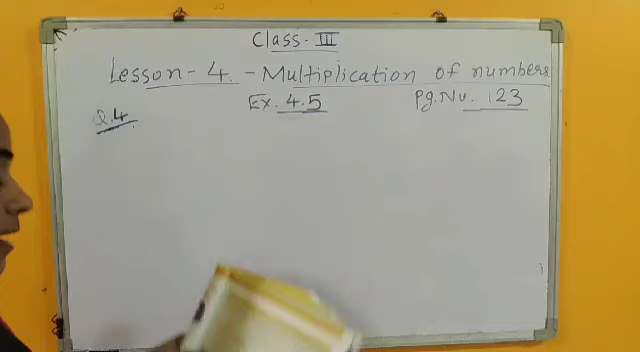 Class - III
Lesson - 4. - Multiplication of numbers
Ex. 4.5 Pg.No. 123
Q.4